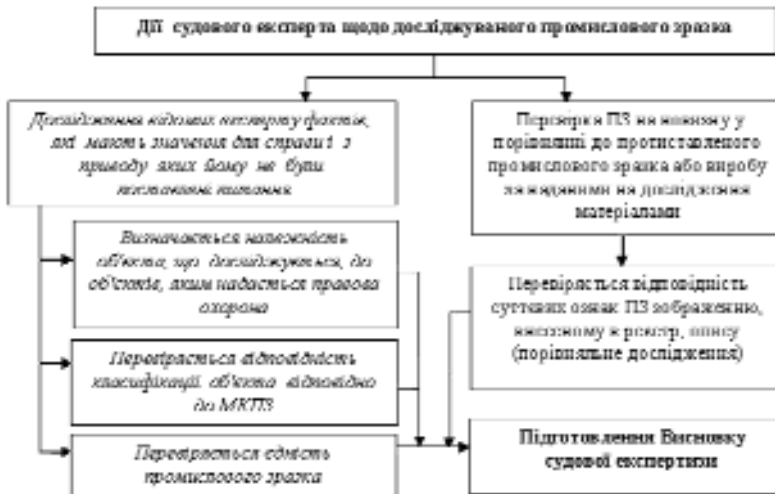 Дії судового експерта щодо досліджуваного промислового зразка
Дослідження відомих експерту фактів,
які мають значення для справи і з
приводу яких йому не були
поставлені питання
Визначається належність
об'єкта, що досліджується, до
об'єктів, яким надається правова
охорона
Перевіряється відповідність
класифікації об'єкта відповідно
до МКПЗ
Перевіряється єдність
промислового зразка
Перевірка ПЗ на новизну у
порівнянні до протиставленого
промислового зразка або виробу
за наданими на дослідження
матеріалами
Перевіряється відповідність
суттєвих ознак ПЗ зображенню,
внесеному в реєстр, опису
(порівняльне дослідження)
Підготовлення Висновку
судової експертизи